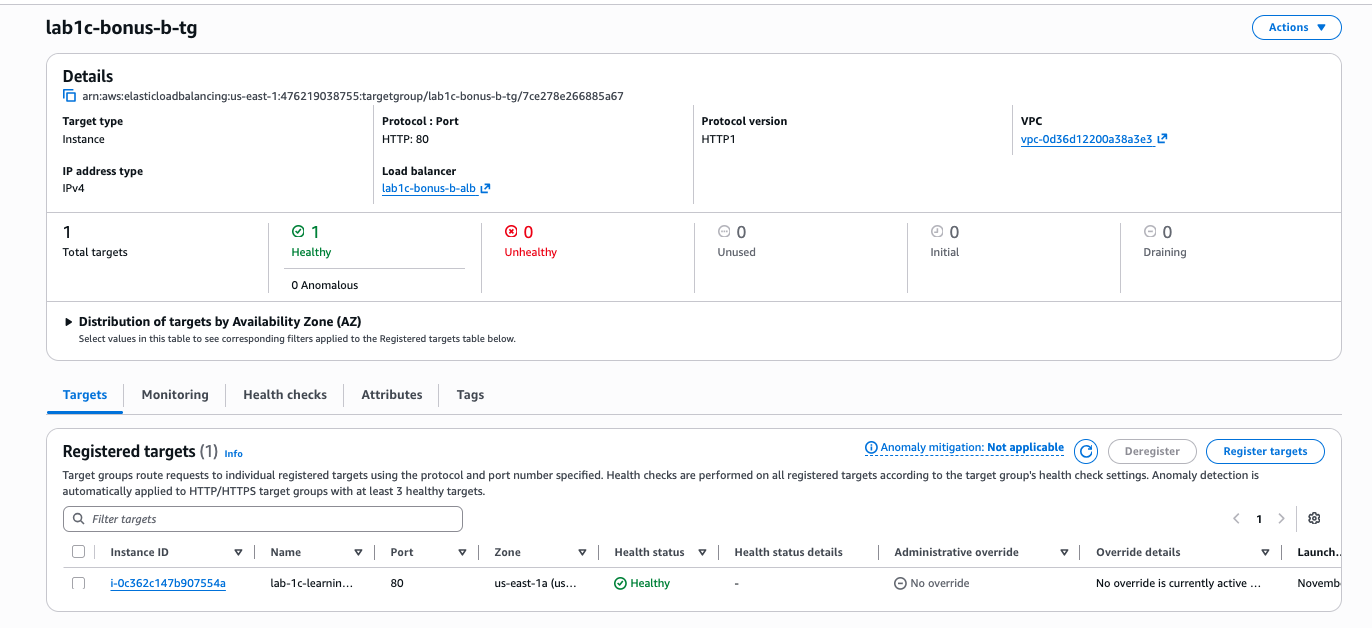 lab1c-bonus-b-tg
Actions
Details
arn:aws:elasticloadbalancing:us-east-1:476219038755:targetgroup/lab1c-bonus-b-tg/7ce278e266885a67
Target type
Instance
Protocol : Port
HTTP: 80
Protocol version
HTTP1
VPC
vpc-0d36d12200a38a3e3
IP address type
IPv4
Load balancer
lab1c-bonus-b-alb
1
Total targets
1
Healthy
0 Anomalous
0
Unhealthy
0
Unused
0
Initial
0
Draining
Distribution of targets by Availability Zone (AZ)
Select values in this table to see corresponding filters applied to the Registered targets table below.
Targets Monitoring Health checks Attributes Tags
Registered targets (1) Info
Anomaly mitigation: Not applicable
Deregister
Register targets
Target groups route requests to individual registered targets using the protocol and port number specified. Health checks are performed on all registered targets according to the target group's health check settings. Anomaly detection is
automatically applied to HTTP/HTTPS target groups with at least 3 healthy targets.
Filter targets
1
Instance ID Name Port Zone Health status Health status details Administrative override Override details Launch...
i-0c362c147b907554a lab-1c-learnin... 80 us-east-1a (us... Healthy - No override No override is currently active ... Novembe